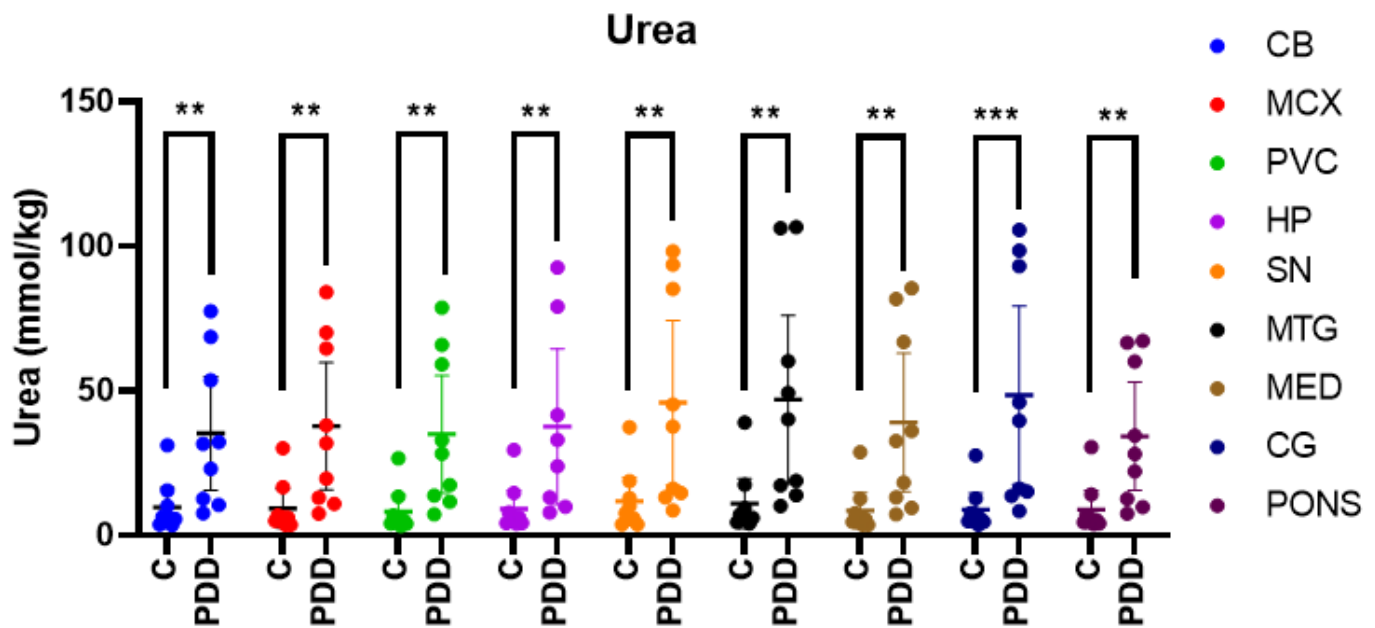 Urea
Urea (mmol/kg)
150
100
50
0
** ** ** ** ** ** ** *** **
C PDD C PDD C PDD C PDD C PDD C PDD C PDD C PDD C PDD
CB
MCX
PVC
HP
SN
MTG
MED
CG
PONS